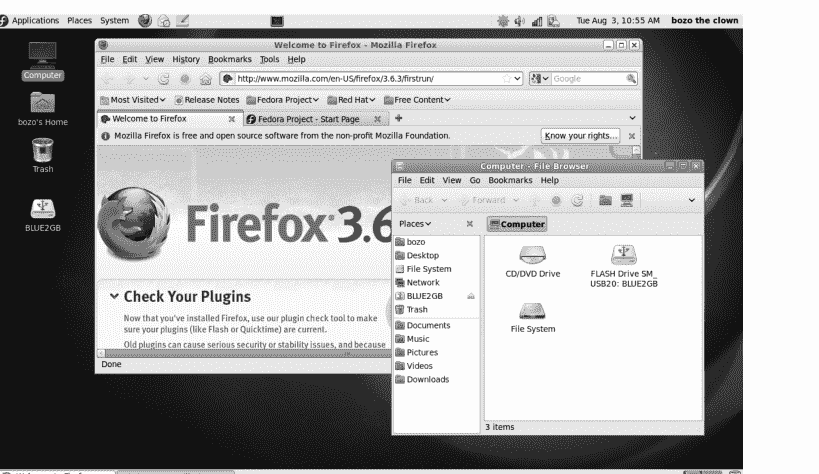 Applications Places System
Tue Aug 3, 10:55 AM bozo the clown
Computer
bozo's Home
Trash
BLUE2GB
Welcome to Firefox - Mozilla Firefox
File Edit View History Bookmarks Tools Help
http://www.mozilla.com/en-US/firefox/3.6.3/firstrun/
Google
Most Visited Release Notes Fedora Project Red Hat Free Content
Welcome to Firefox
Fedora Project - Start Page
Mozilla Firefox is free and open source software from the non-profit Mozilla Foundation.
Know your rights...
Firefox 3.6
Check Your Plugins
Now that you've installed Firefox, use our plugin check tool to make
sure your plugins (like Flash or Quicktime) are current.
Old plugins can cause serious security or stability issues, and because
Done
Computer - File Browser
File Edit View Go Bookmarks Help
Back Forward
Places
Computer
bozo
Desktop
File System
Network
BLUE2GB
Trash
Documents
Music
Pictures
Videos
Downloads
CD/DVD Drive
FLASH Drive SM_
USB20: BLUE2GB
File System
3 items